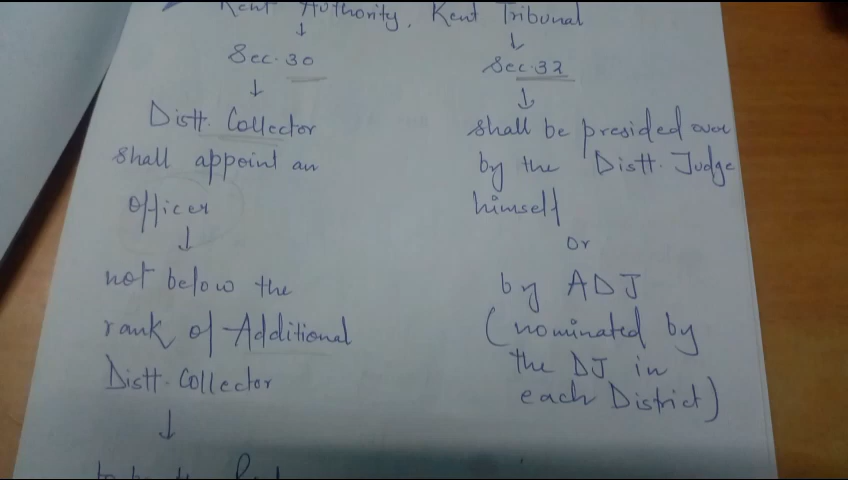 Rent Authority, Rent Tribunal
↓ ↓
Sec. 30
Sec. 32
↓ ↓
Distt. Collector
shall appoint an
officer
↓
not below the
rank of Additional
Distt. Collector
↓
shall be presided over
by the Distt. Judge
himself
or
by ADJ
(nominated by
the DJ in
each District)